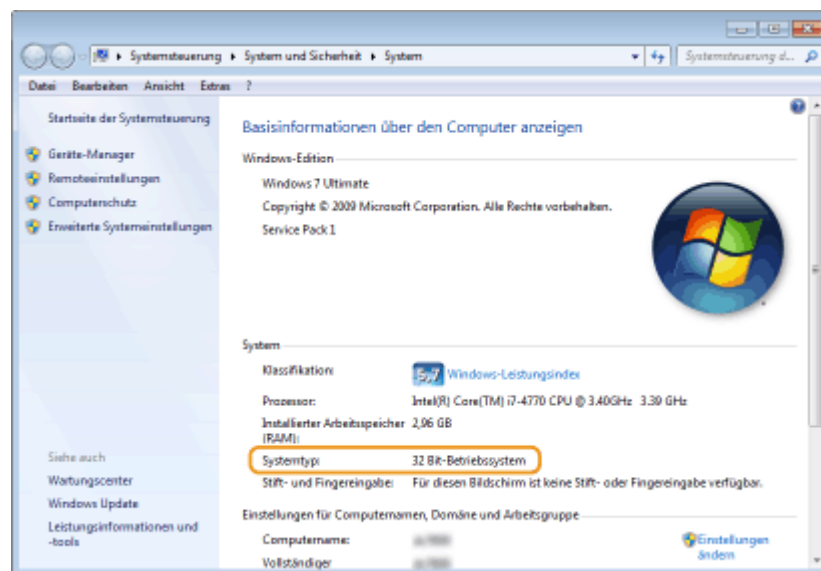 Systemsteuerung ▸ System und Sicherheit ▸ System
Systemsteuerung d...
Datei Bearbeiten Ansicht Extras ?
Startseite der Systemsteuerung
Geräte-Manager
Remoteeinstellungen
Computerschutz
Erweiterte Systemeinstellungen
Basisinformationen über den Computer anzeigen
Windows-Edition
Windows 7 Ultimate
Copyright © 2009 Microsoft Corporation. Alle Rechte vorbehalten.
Service Pack 1
System
Klassifikation: 5,7 Windows-Leistungsindex
Prozessor: Intel(R) Core(TM) i7-4770 CPU @ 3.40GHz 3.39 GHz
Installierter Arbeitsspeicher 2,96 GB
(RAM):
Systemtyp: 32 Bit-Betriebssystem
Stift- und Fingereingabe: Für diesen Bildschirm ist keine Stift- oder Fingereingabe verfügbar.
Einstellungen für Computernamen, Domäne und Arbeitsgruppe
Computername:
Einstellungen
ändern
Vollständiger
Siehe auch
Wartungscenter
Windows Update
Leistungsinformationen und
-tools